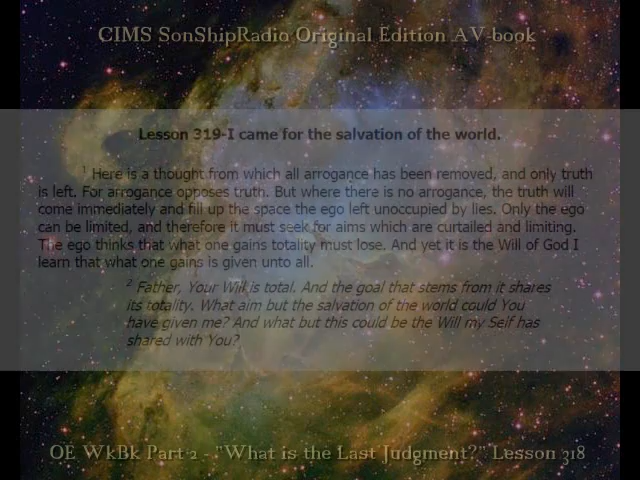 CIMS SonShipRadio Original Edition AV-book
Lesson 319-I came for the salvation of the world.
1 Here is a thought from which all arrogance has been removed, and only truth
is left. For arrogance opposes truth. But where there is no arrogance, the truth will
come immediately and fill up the space the ego left unoccupied by lies. Only the ego
can be limited, and therefore it must seek for aims which are curtailed and limiting.
The ego thinks that what one gains totality must lose. And yet it is the Will of God I
learn that what one gains is given unto all.
2 Father, Your Will is total. And the goal that stems from it shares
its totality. What aim but the salvation of the world could You
have given me? And what but this could be the Will my Self has
shared with You?
OE WkBk Part 2 - "What is the Last Judgment?" Lesson 318